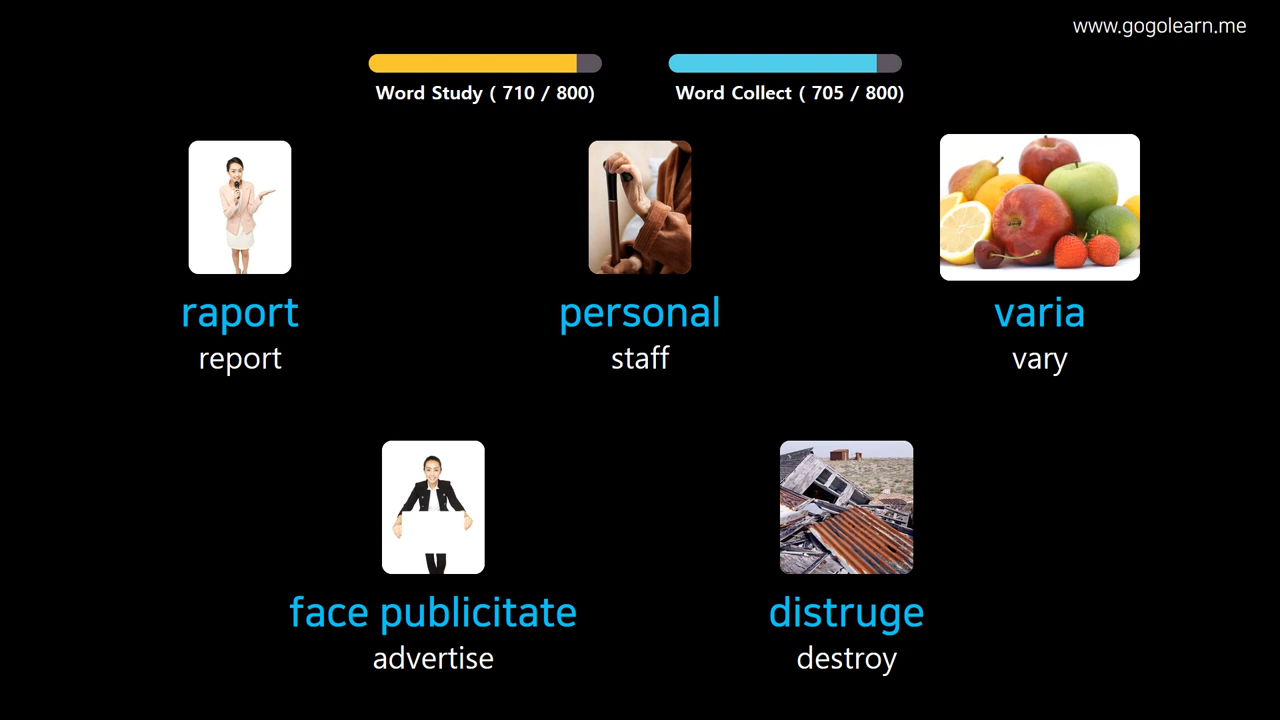 www.gogolearn.me
Word Study ( 710 / 800)
Word Collect ( 705 / 800)
raport
report
personal
staff
varia
vary
face publicitate
advertise
distruge
destroy